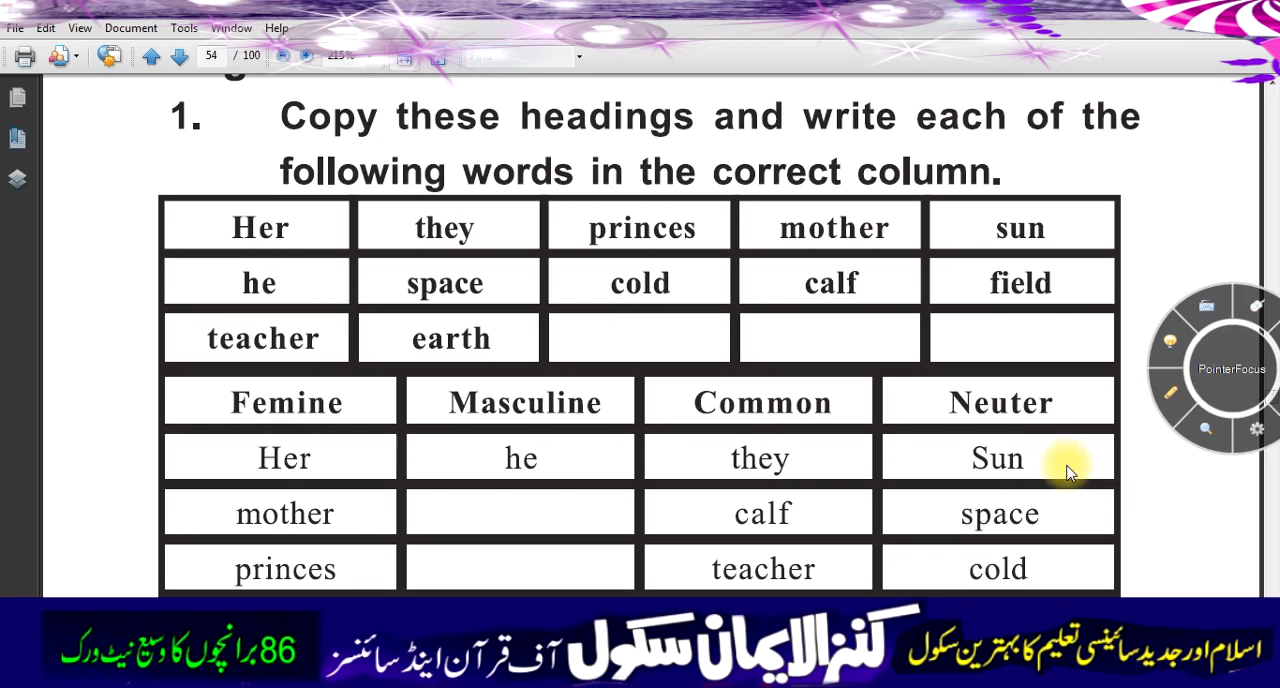 File Edit View Document Tools Window Help
54 / 100 215% Find
1. Copy these headings and write each of the
following words in the correct column.
Her they princes mother sun
he space cold calf field
teacher earth
Femine Masculine Common Neuter
Her he they Sun
mother calf space
princes teacher cold
PointerFocus
اسلام اور جدید سائینسی تعلیم کا بہترین سکول کنزالایمان سکول آف قرآن اینڈ سائنسز 86 برانچوں کا وسیع نیٹ ورک